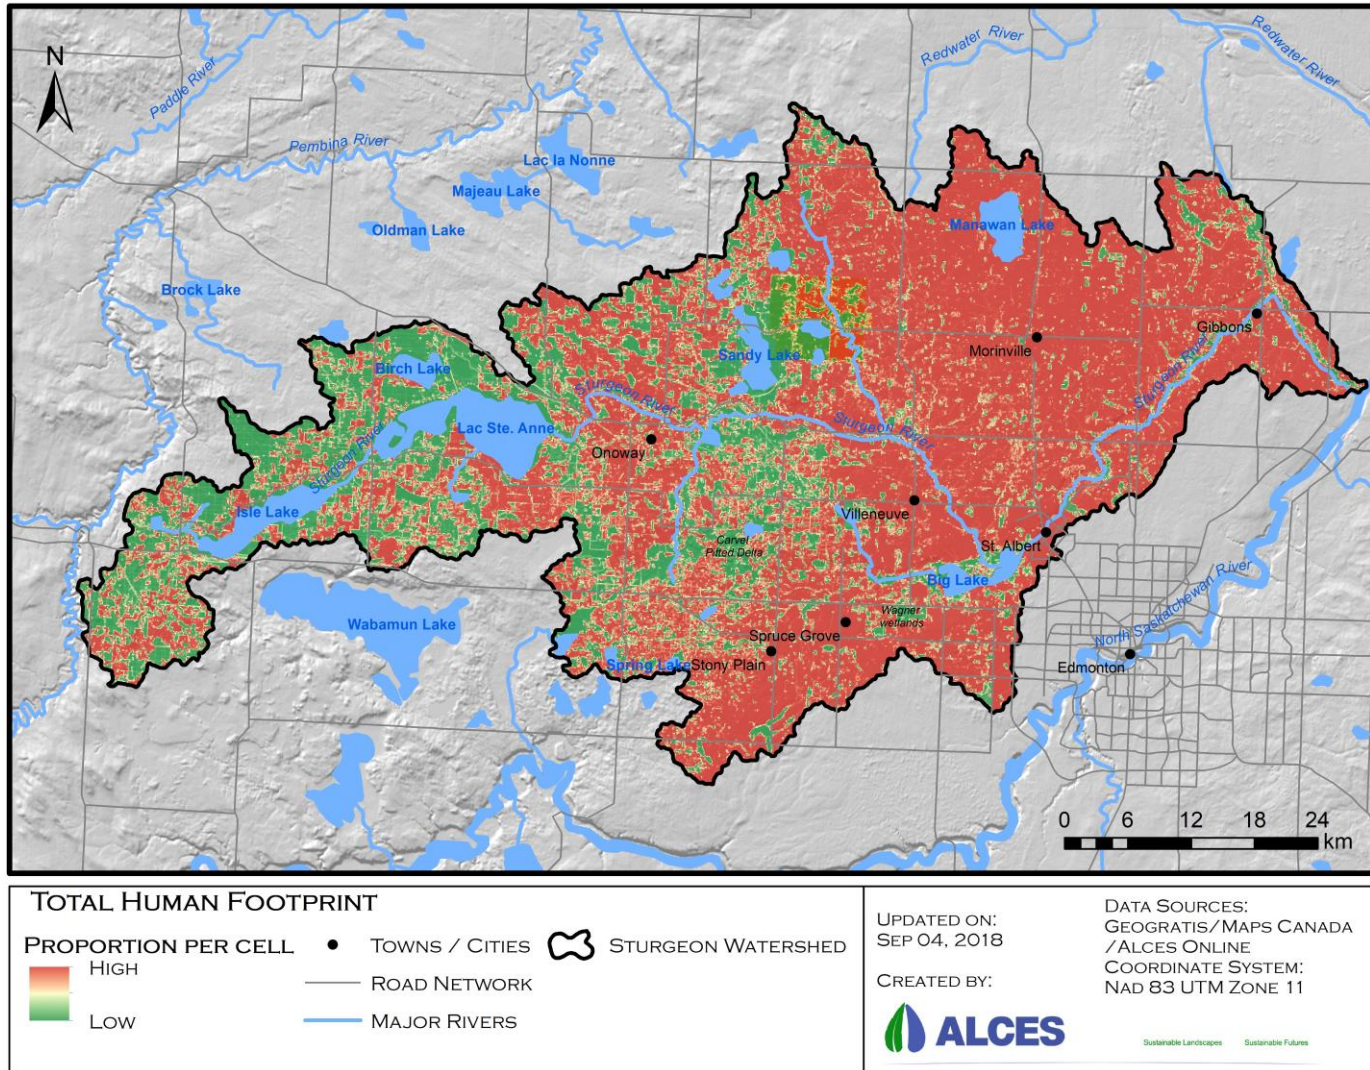 N
Paddle River
Pembina River
Redwater River
Redwater River
Lac la Nonne
Majeau Lake
Oldman Lake
Manawan Lake
Brock Lake
Gibbons
Morinville
Sandy Lake
Birch Lake
Sturgeon River
Sturgeon River
Sturgeon River
Lac Ste. Anne
Onoway
Sturgeon River
Isle Lake
Villeneuve
Carvel
Pitted Delta
St. Albert
Big Lake
Wabamun Lake
Wagner
wetlands
Spruce Grove
North Saskatchewan River
Spring Lake
Stony Plain
Edmonton
0 6 12 18 24
km
TOTAL HUMAN FOOTPRINT
PROPORTION PER CELL
HIGH
LOW
TOWNS / CITIES
STURGEON WATERSHED
ROAD NETWORK
MAJOR RIVERS
UPDATED ON:
SEP 04, 2018
CREATED BY:
ALCES
DATA SOURCES:
GEOGRATIS/MAPS CANADA
/ALCES ONLINE
COORDINATE SYSTEM:
NAD 83 UTM ZONE 11
Sustainable Landscapes Sustainable Futures